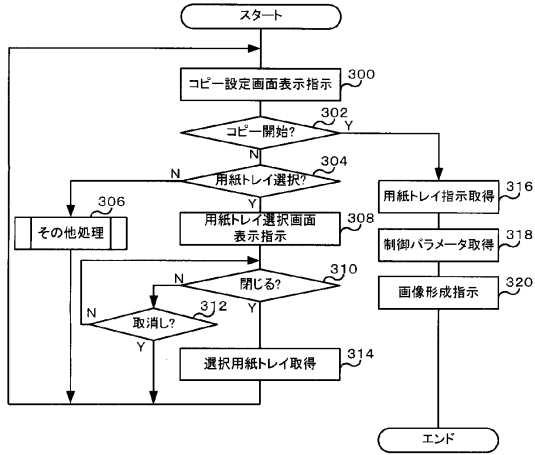 スタート
コピー設定画面表示指示
300
コピー開始?
302
Y
N
用紙トレイ選択?
304
N
Y
その他処理
306
用紙トレイ選択画面
表示指示
308
閉じる?
310
N
Y
取消し?
312
N
Y
選択用紙トレイ取得
314
用紙トレイ指示取得
316
制御パラメータ取得
318
画像形成指示
320
エンド